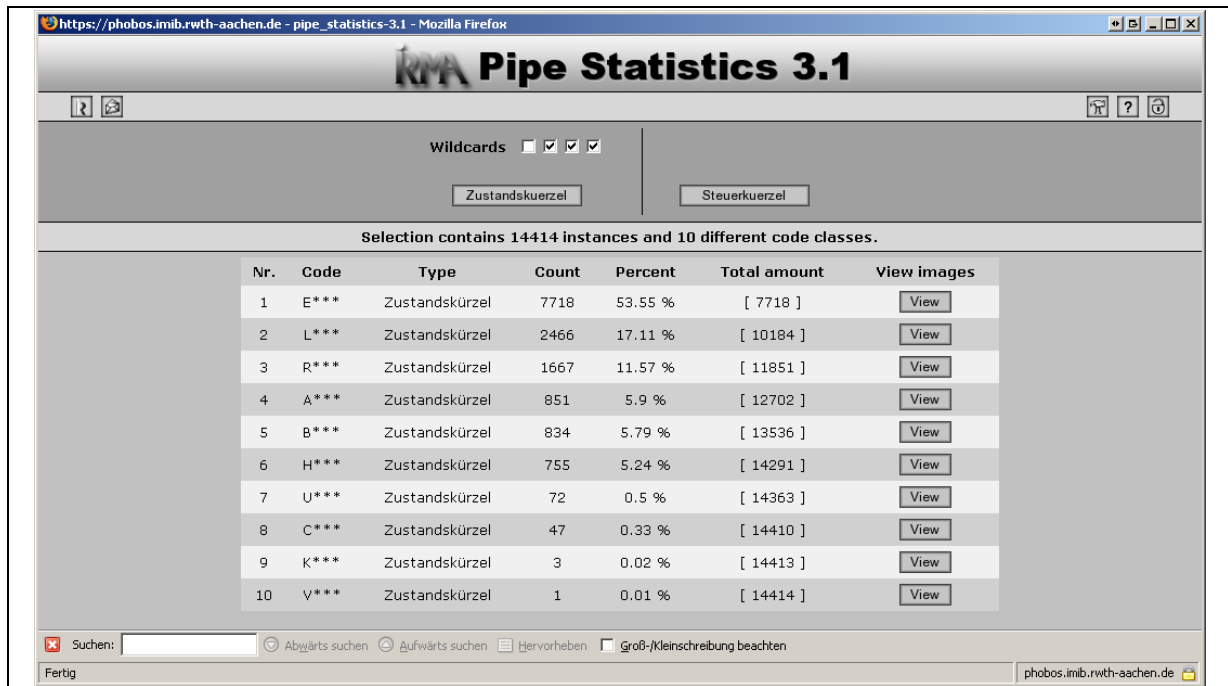 https://phobos.imib.rwth-aachen.de - pipe_statistics-3.1 - Mozilla Firefox
IRMA Pipe Statistics 3.1
?
Wildcards
Zustandskuerzel Steuerkuerzel
Selection contains 14414 instances and 10 different code classes.
Nr. Code Type Count Percent Total amount View images
1 E*** Zustandskürzel 7718 53.55 % [ 7718 ] View
2 L*** Zustandskürzel 2466 17.11 % [ 10184 ] View
3 R*** Zustandskürzel 1667 11.57 % [ 11851 ] View
4 A*** Zustandskürzel 851 5.9 % [ 12702 ] View
5 B*** Zustandskürzel 834 5.79 % [ 13536 ] View
6 H*** Zustandskürzel 755 5.24 % [ 14291 ] View
7 U*** Zustandskürzel 72 0.5 % [ 14363 ] View
8 C*** Zustandskürzel 47 0.33 % [ 14410 ] View
9 K*** Zustandskürzel 3 0.02 % [ 14413 ] View
10 V*** Zustandskürzel 1 0.01 % [ 14414 ] View
Suchen: Abwärts suchen Aufwärts suchen Hervorheben Groß-/Kleinschreibung beachten
Fertig phobos.imib.rwth-aachen.de